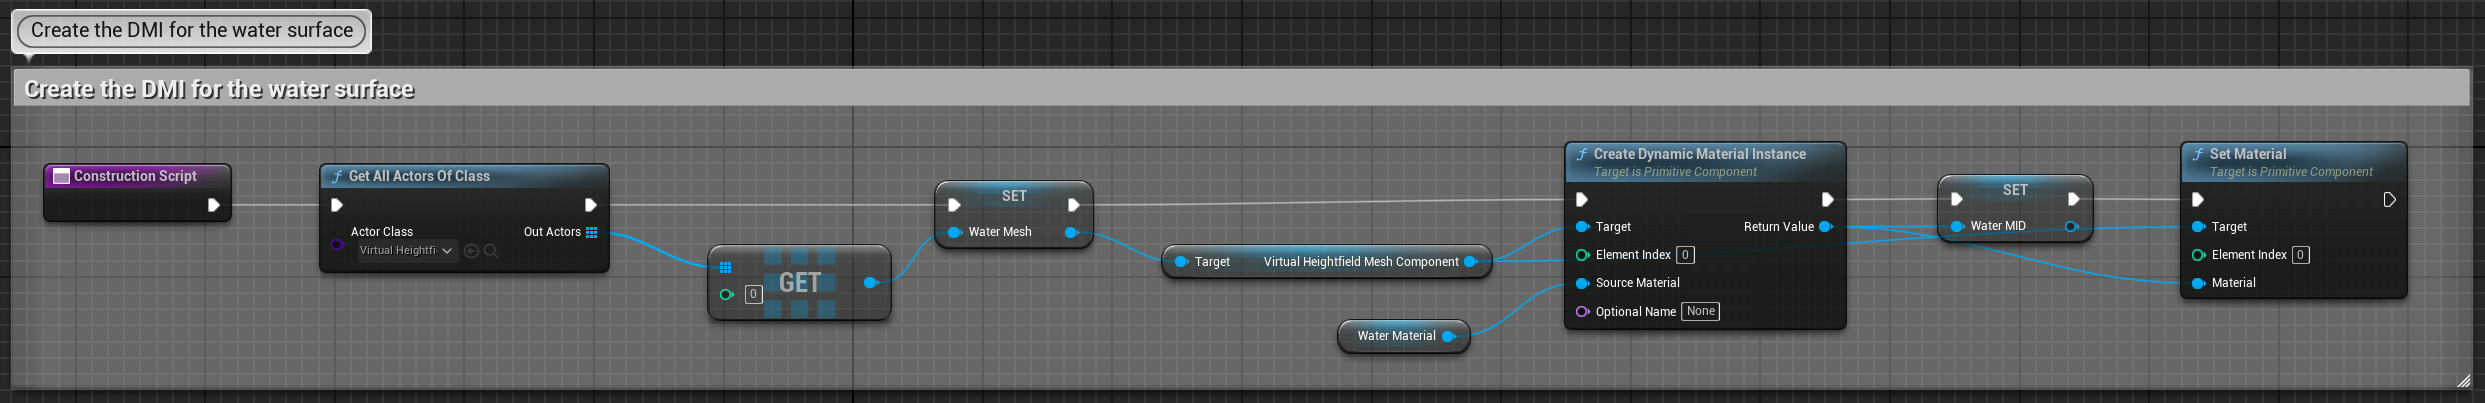 Create the DMI for the water surface
Create the DMI for the water surface
Construction Script
f Get All Actors Of Class
Actor Class
Virtual Heightfi
Out Actors
0
GET
SET
Water Mesh
Target Virtual Heightfield Mesh Component
Water Material
f Create Dynamic Material Instance
Target is Primitive Component
Target Return Value
Element Index 0
Source Material
Optional Name None
SET
Water MID
f Set Material
Target is Primitive Component
Target
Element Index 0
Material